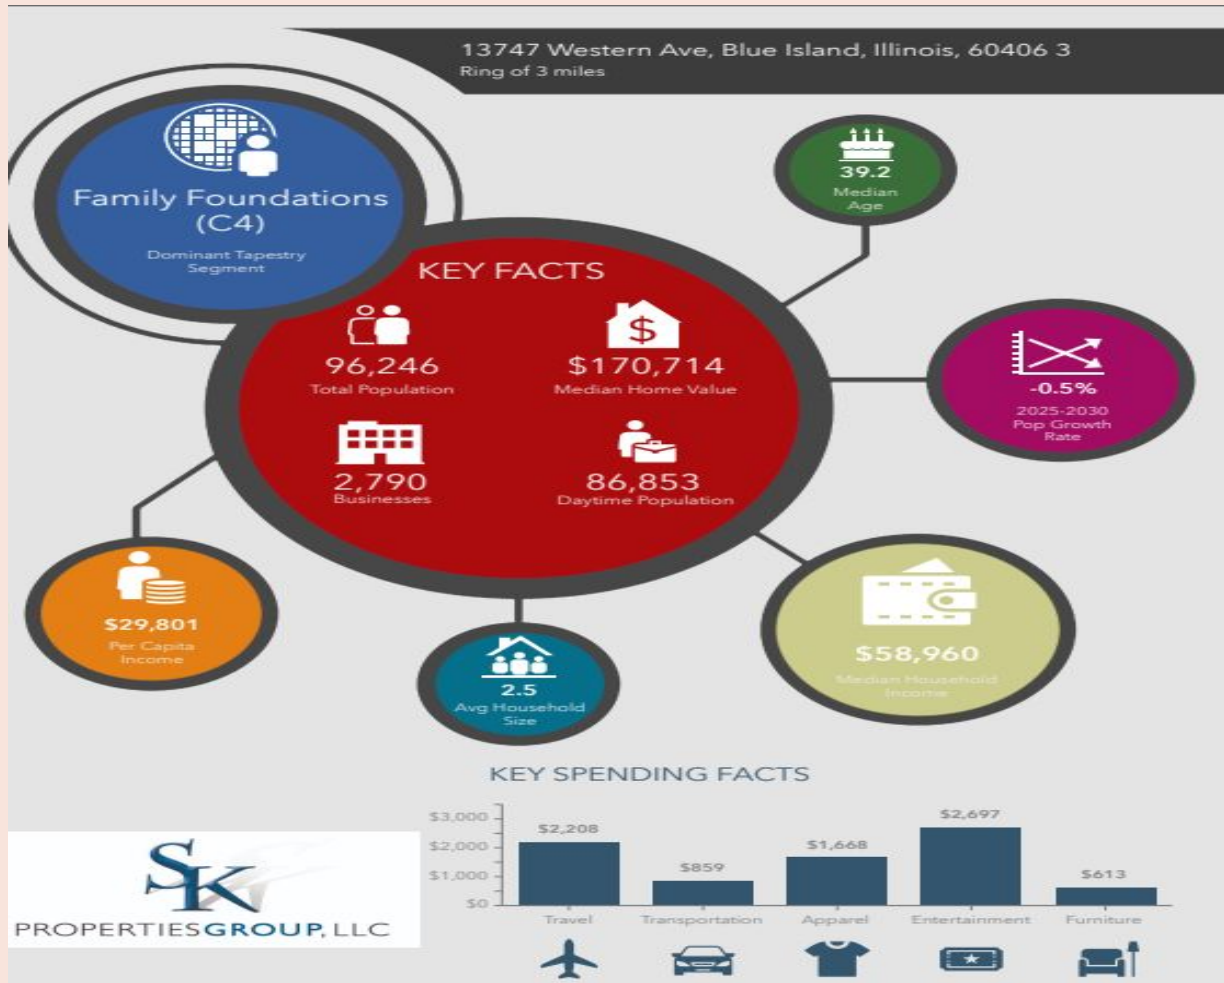 13747 Western Ave, Blue Island, Illinois, 60406 3
Ring of 3 miles
Family Foundations
(C4)
Dominant Tapestry
Segment
39.2
Median
Age
KEY FACTS
96,246
Total Population
$170,714
Median Home Value
2,790
Businesses
86,853
Daytime Population
-0.5%
2025-2030
Pop Growth
Rate
$29,801
Per Capita
Income
2.5
Avg Household
Size
$58,960
Median Household
Income
KEY SPENDING FACTS
$3,000
$2,000
$1,000
$0
$2,208
$859
$1,668
$2,697
$613
Travel
Transportation
Apparel
Entertainment
Furniture
SK
PROPERTIESGROUP, LLC